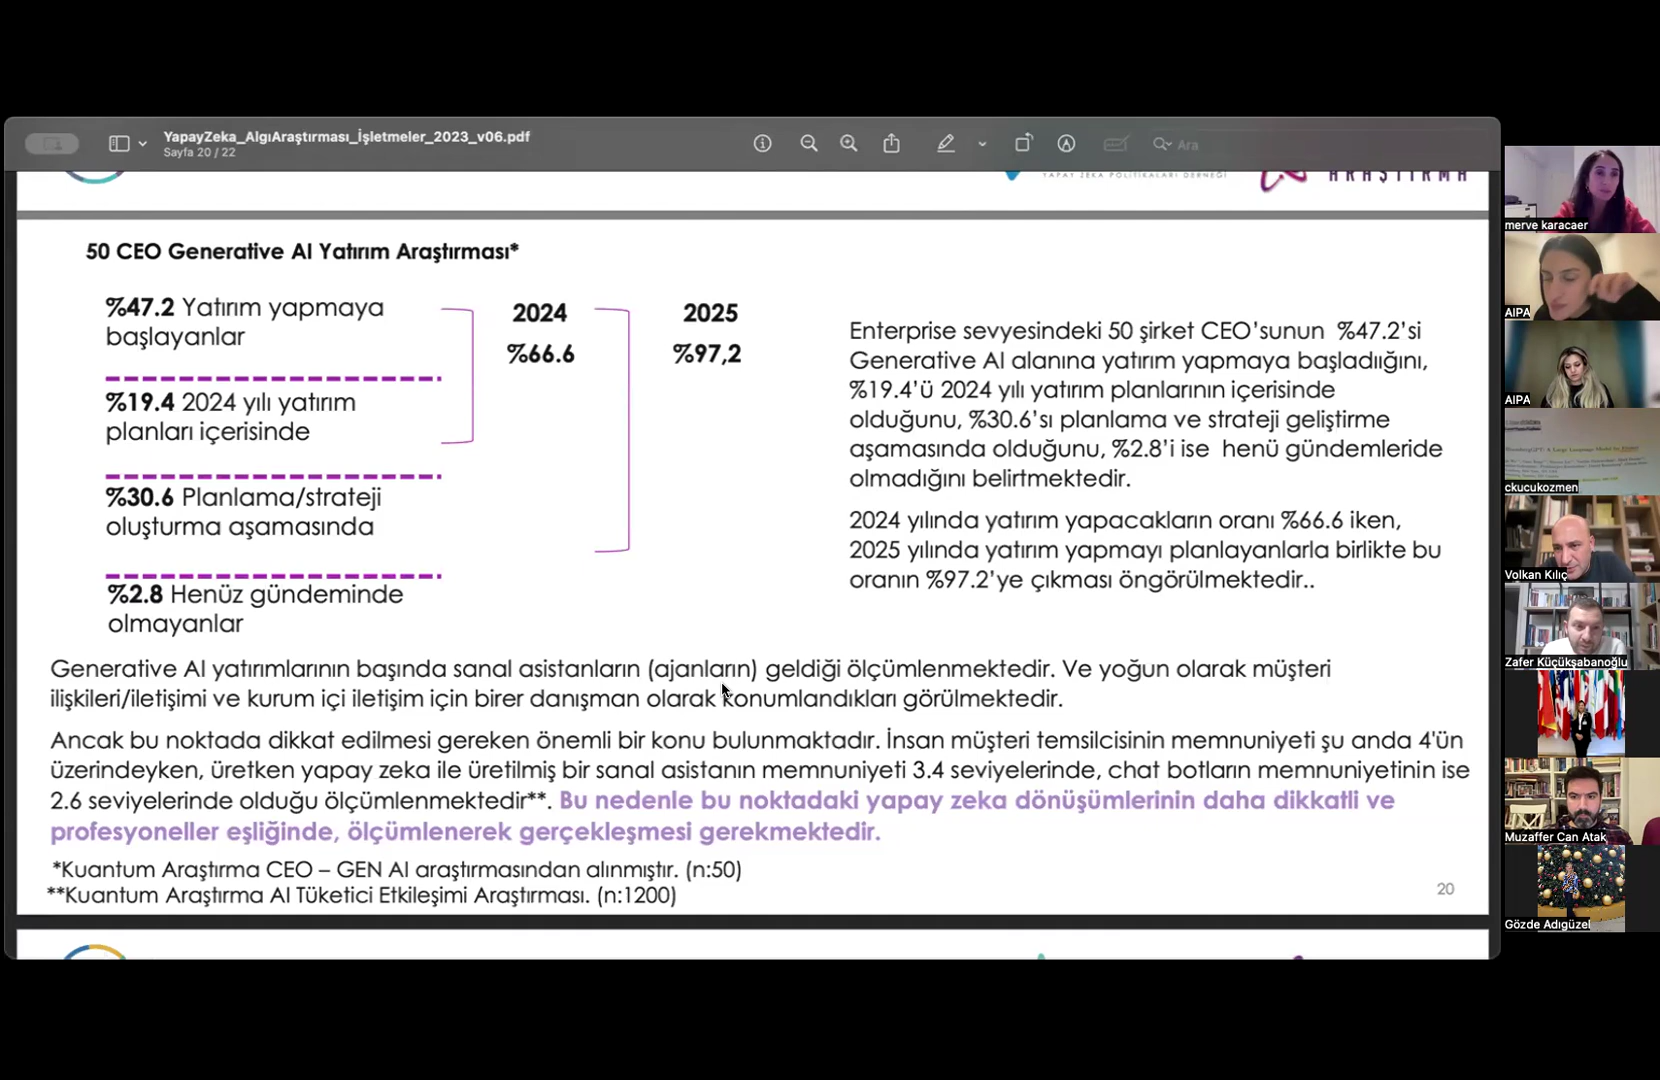 YapayZeka_AlgıAraştırması_İşletmeler_2023_v06.pdf
Sayfa 20 / 22
Ara
YAPAY ZEKA POLİTİKALARI DERNEĞİ
ARAŞTIRMA
50 CEO Generative AI Yatırım Araştırması*
%47.2 Yatırım yapmaya
başlayanlar
%19.4 2024 yılı yatırım
planları içerisinde
%30.6 Planlama/strateji
oluşturma aşamasında
%2.8 Henüz gündeminde
olmayanlar
2024
%66.6
2025
%97,2
Enterprise sevyesindeki 50 şirket CEO'sunun %47.2'si
Generative AI alanına yatırım yapmaya başladıığını,
%19.4'ü 2024 yılı yatırım planlarının içerisinde
olduğunu, %30.6'sı planlama ve strateji geliştirme
aşamasında olduğunu, %2.8'i ise henü gündemleride
olmadığını belirtmektedir.
2024 yılında yatırım yapacakların oranı %66.6 iken,
2025 yılında yatırım yapmayı planlayanlarla birlikte bu
oranın %97.2'ye çıkması öngörülmektedir..
Generative AI yatırımlarının başında sanal asistanların (ajanların) geldiği ölçümlenmektedir. Ve yoğun olarak müşteri
ilişkileri/iletişimi ve kurum içi iletişim için birer danışman olarak konumlandıkları görülmektedir.
Ancak bu noktada dikkat edilmesi gereken önemli bir konu bulunmaktadır. İnsan müşteri temsilcisinin memnuniyeti şu anda 4'ün
üzerindeyken, üretken yapay zeka ile üretilmiş bir sanal asistanın memnuniyeti 3.4 seviyelerinde, chat botların memnuniyetinin ise
2.6 seviyelerinde olduğu ölçümlenmektedir**. Bu nedenle bu noktadaki yapay zeka dönüşümlerinin daha dikkatli ve
profesyoneller eşliğinde, ölçümlenerek gerçekleşmesi gerekmektedir.
*Kuantum Araştırma CEO – GEN AI araştırmasından alınmıştır. (n:50)
**Kuantum Araştırma AI Tüketici Etkileşimi Araştırması. (n:1200)
20
merve karacaer
AIPA
AIPA
ckucukozmen
Volkan Kılıç
Zafer Küçükşabanoğlu
Muzaffer Can Atak
Gözde Adıgüzel